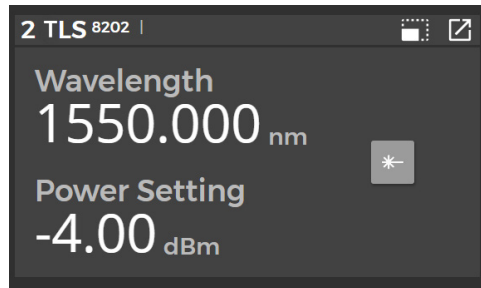 2 TLS 8202 |
Wavelength
1550.000 nm
Power Setting
-4.00 dBm